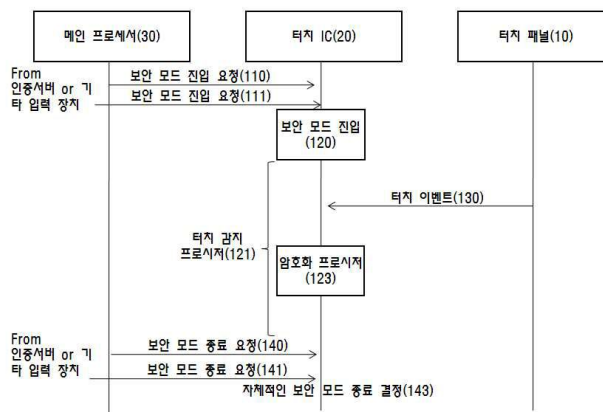 메인 프로세서(30)
터치 IC(20)
터치 패널(10)
From
인증서버 or 기
타 입력 장치
보안 모드 진입 요청(110)
보안 모드 진입 요청(111)
보안 모드 진입
(120)
터치 이벤트(130)
터치 감지
프로시저(121)
암호화 프로시저
(123)
From
인증서버 or 기
타 입력 장치
보안 모드 종료 요청(140)
보안 모드 종료 요청(141)
자체적인 보안 모드 종료 결정(143)